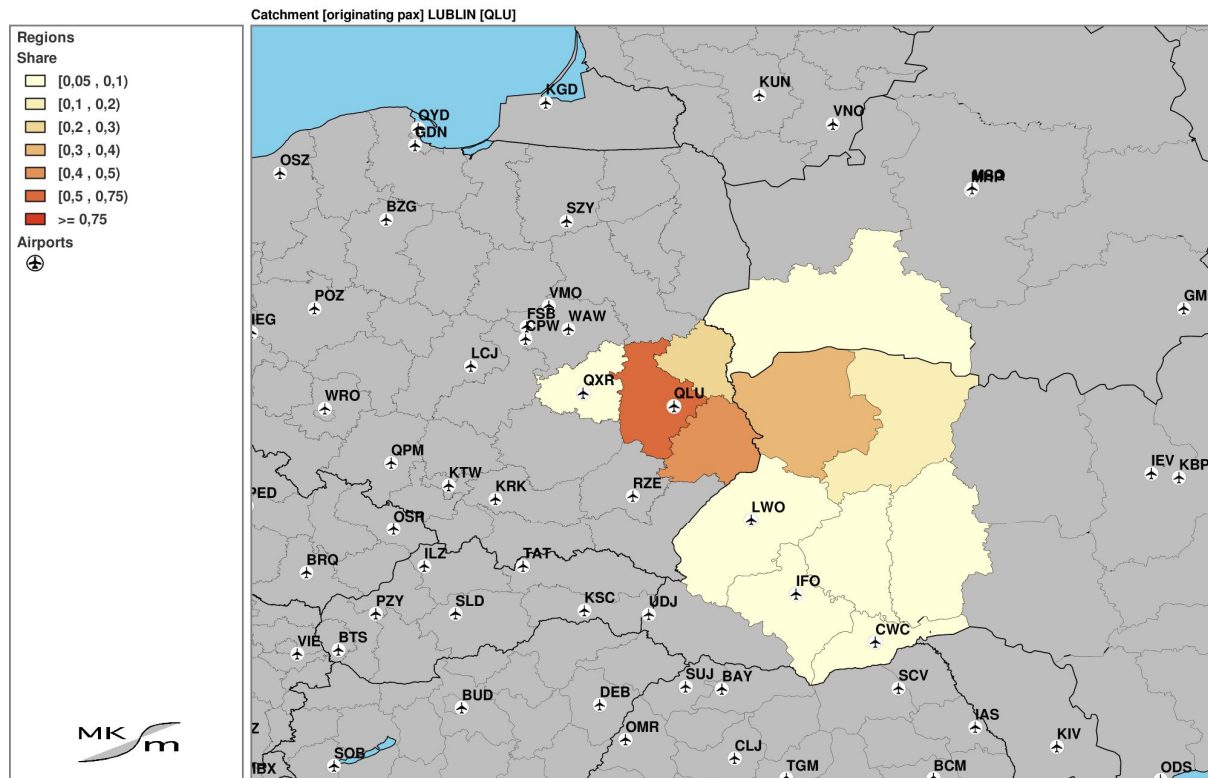 Catchment [originating pax] LUBLIN [QLU]
Regions
Share
[0,05 , 0,1)
[0,1 , 0,2)
[0,2 , 0,3)
[0,3 , 0,4)
[0,4 , 0,5)
[0,5 , 0,75)
>= 0,75
Airports
MK
m
KGD
KUN
QYD
VNO
GDN
OSZ
BZG
SZY
POZ
VMO
GM
IEG
FSB
WAW
CPW
LCJ
QXR
QLU
WRO
QPM
KTW
KRK
RZE
IEV
KBP
PED
OSR
LWO
BRQ
ILZ
TAT
IFO
PZY
SLD
KSC
UDJ
CWC
VIE
BTS
SUJ
BAY
SCV
BUD
DEB
Z
OMR
IAS
KIV
SOB
CLJ
MBX
TGM
BCM
ODS